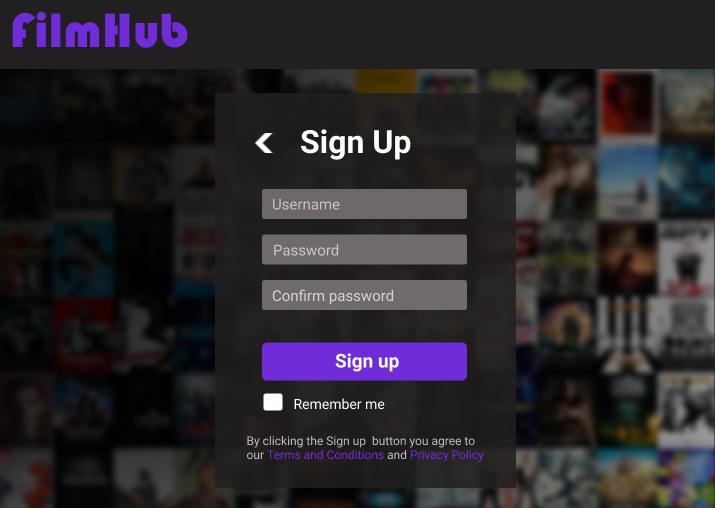 FilmHub
Sign Up
Username
Password
Confirm password
Sign up
Remember me
By clicking the Sign up button you agree to
our Terms and Conditions and Privacy Policy